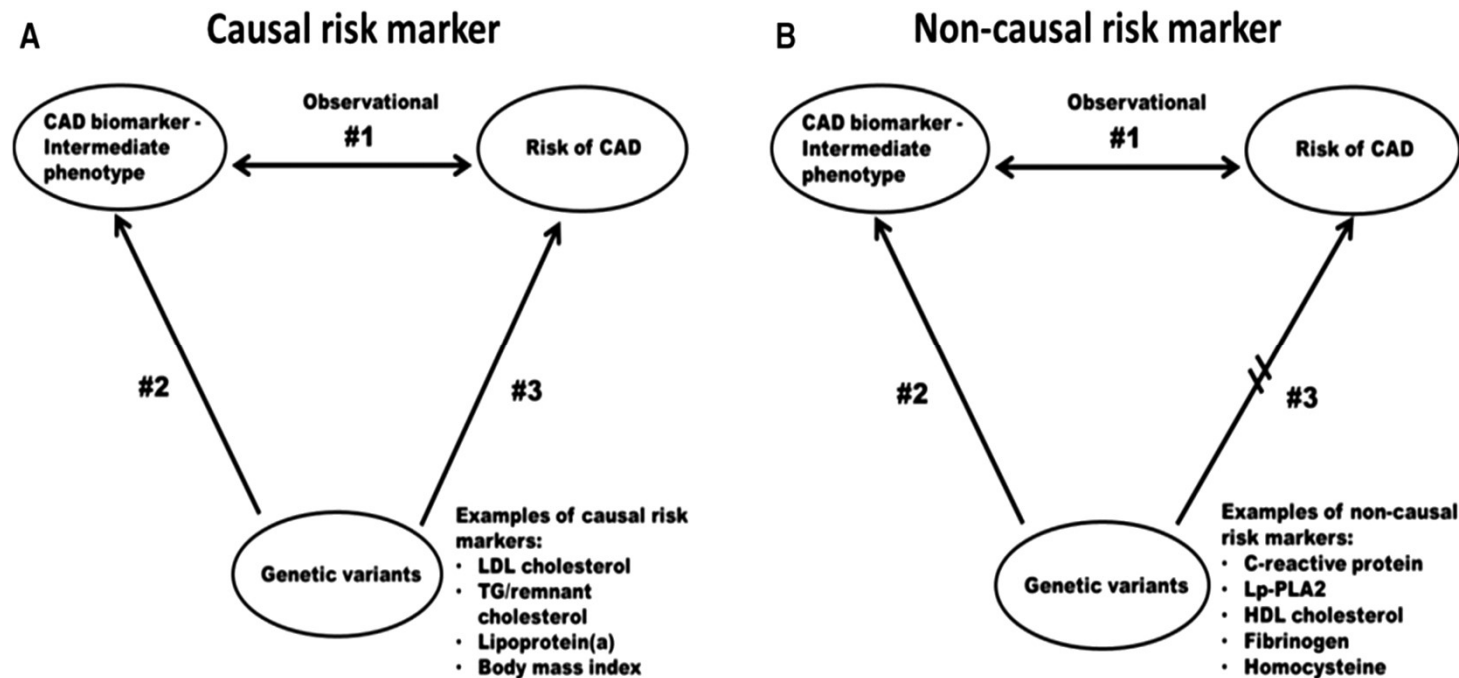 A
Causal risk marker
CAD biomarker -
Intermediate
phenotype
Observational
#1
Risk of CAD
#2
#3
Genetic variants
Examples of causal risk
markers:
• LDL cholesterol
• TG/remnant
cholesterol
• Lipoprotein(a)
• Body mass index
B
Non-causal risk marker
CAD biomarker -
Intermediate
phenotype
Observational
#1
Risk of CAD
#2
#3
Genetic variants
Examples of non-causal
risk markers:
• C-reactive protein
• Lp-PLA2
• HDL cholesterol
• Fibrinogen
• Homocysteine